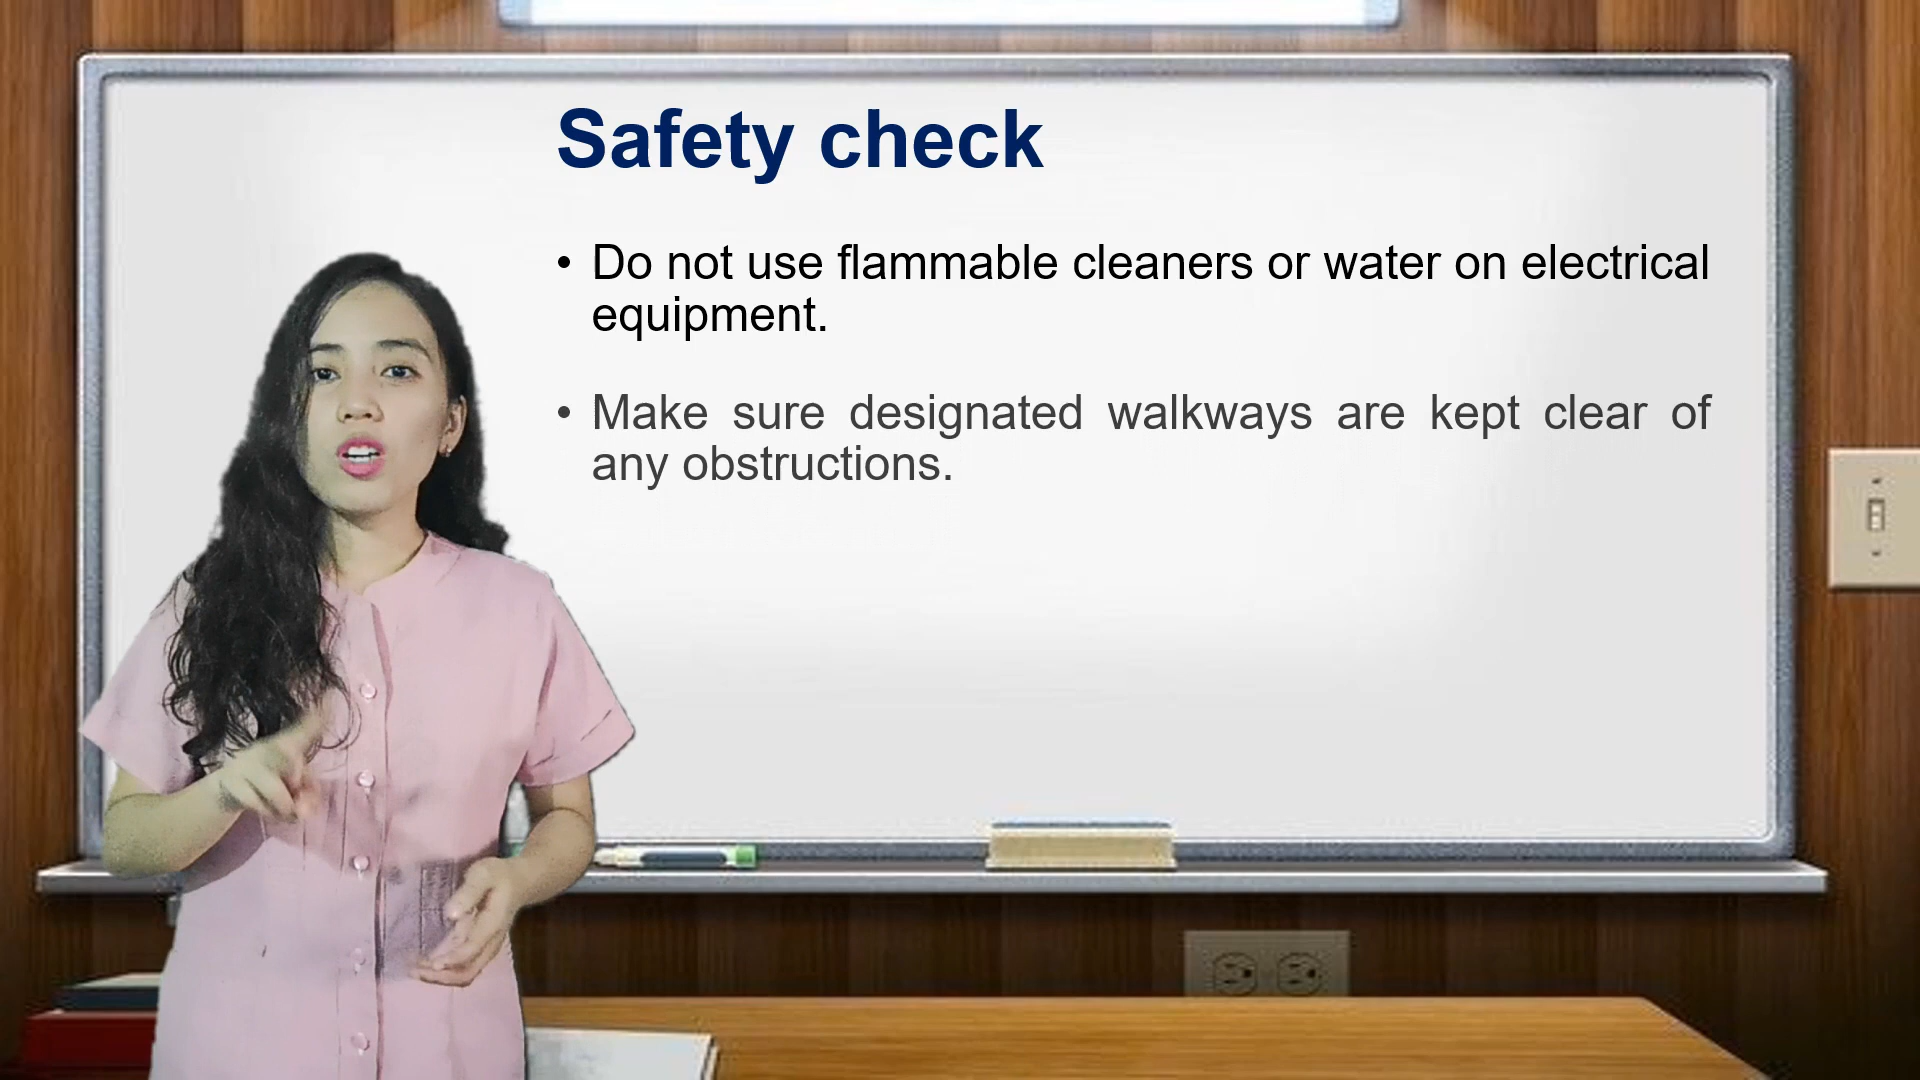 Safety check
• Do not use flammable cleaners or water on electrical
equipment.
• Make sure designated walkways are kept clear of
any obstructions.